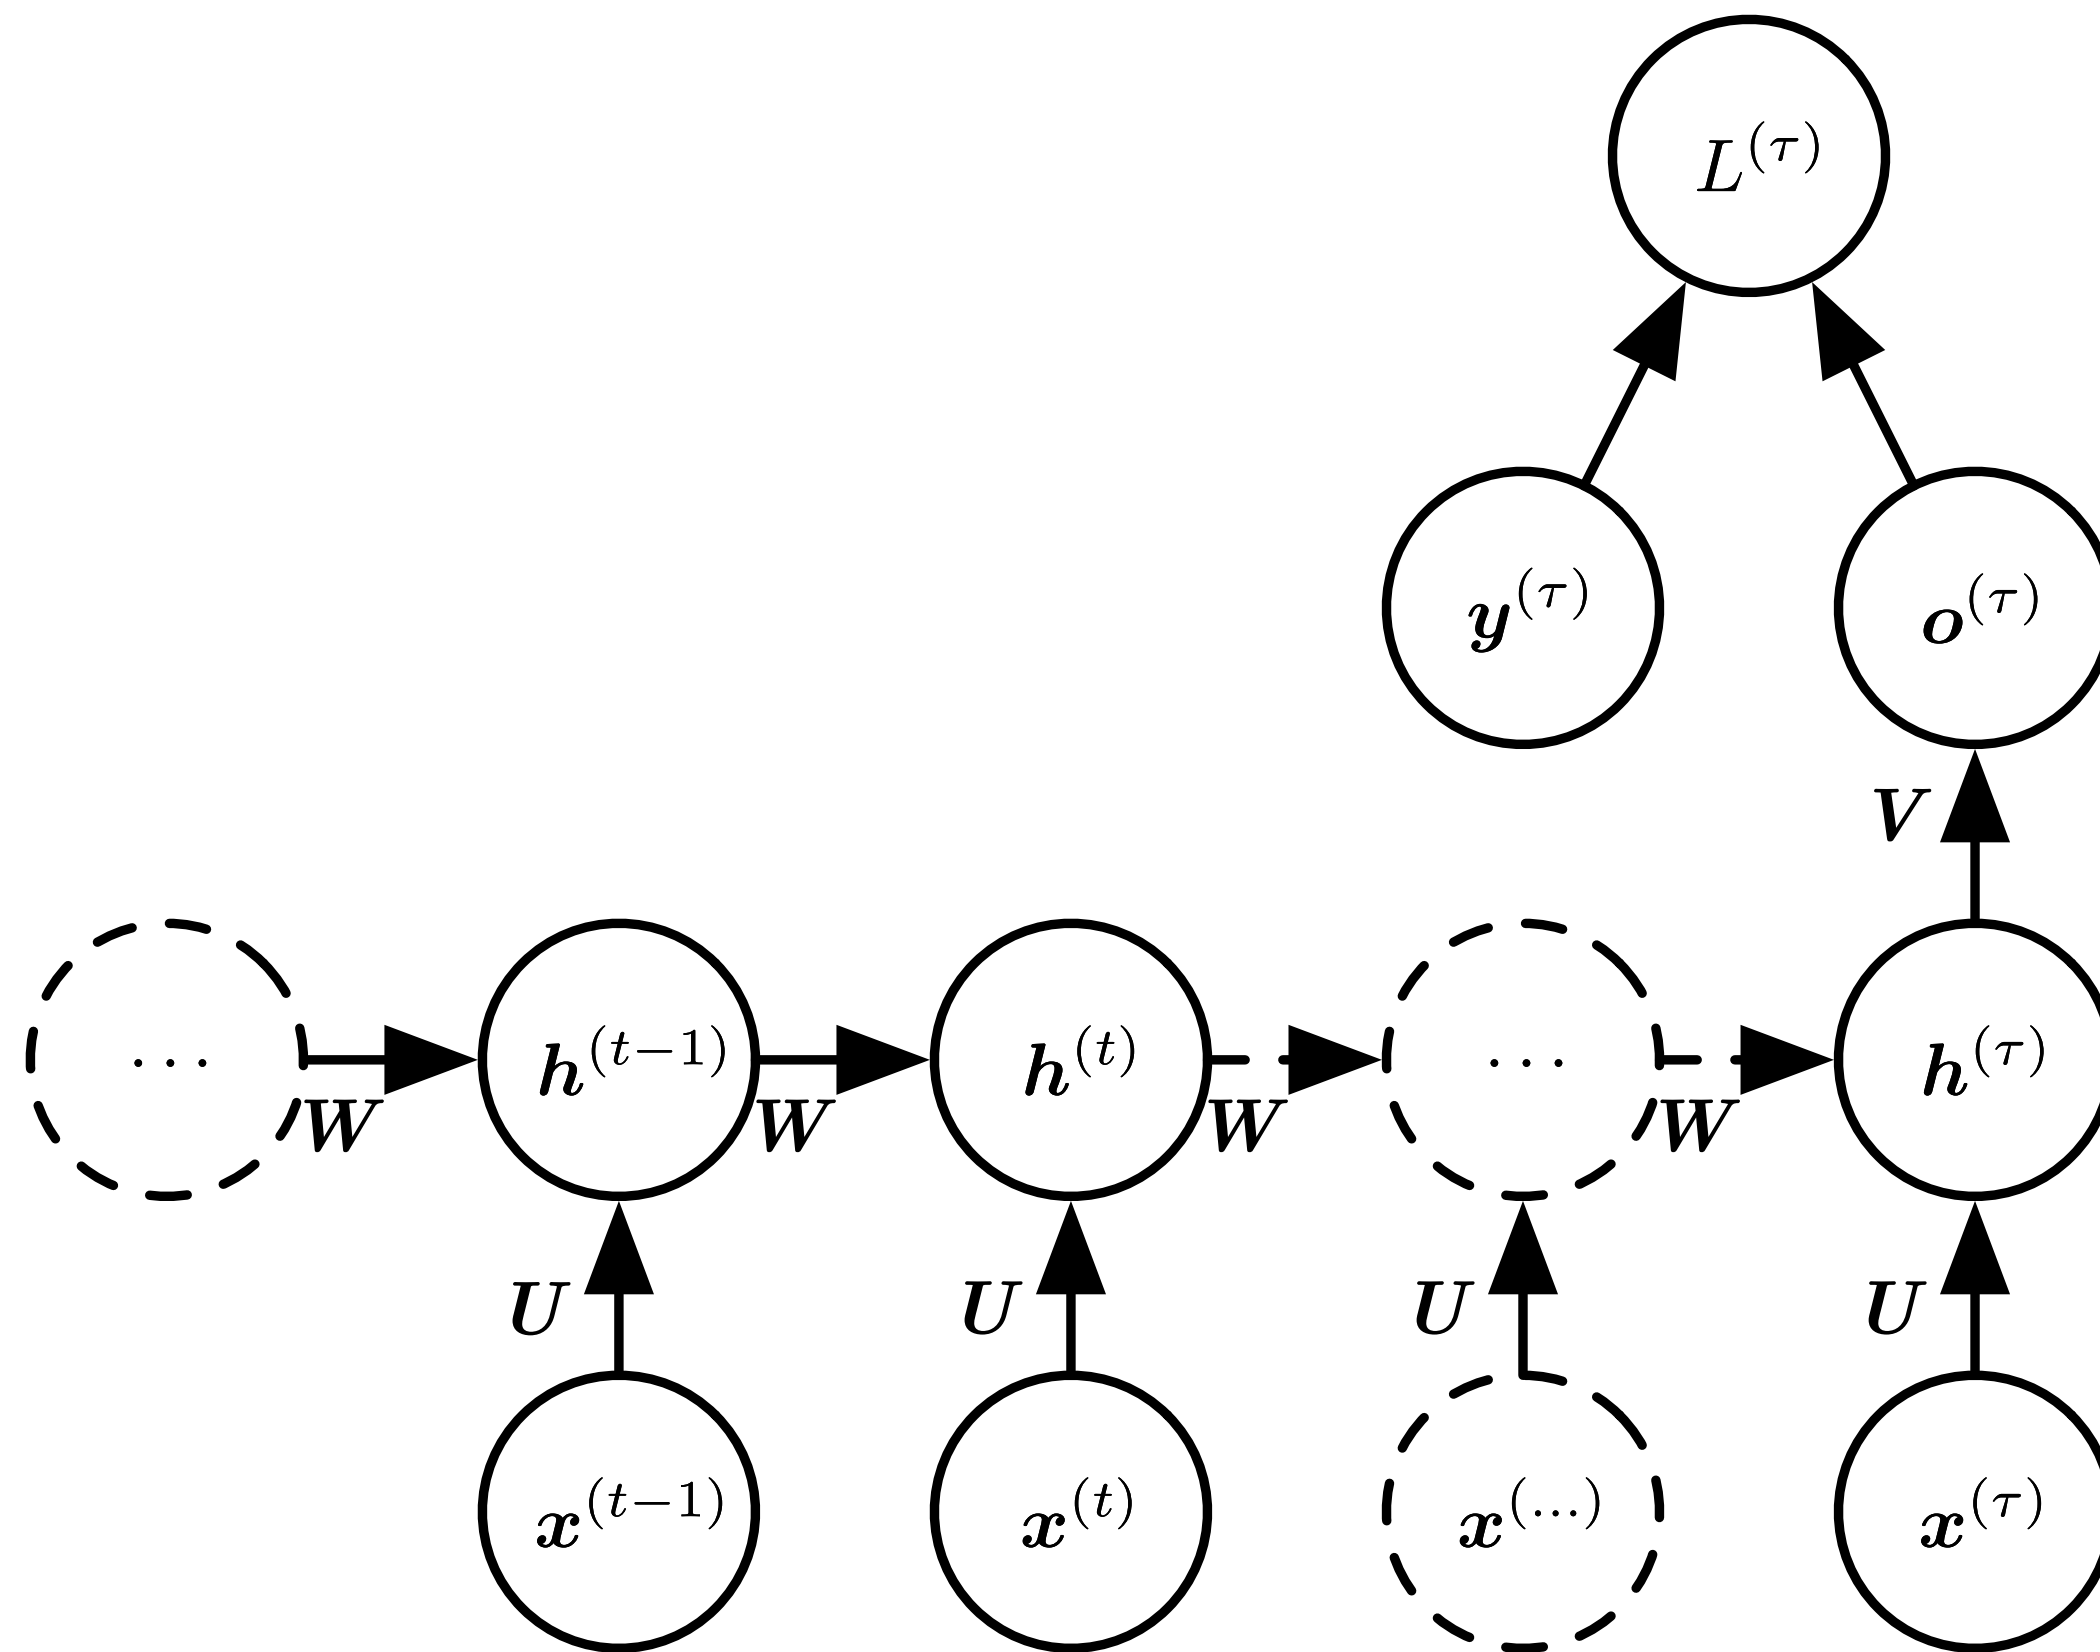 L^(τ)
y^(τ) o^(τ)
V
... h^(t−1) h^(t) ... h^(τ)
W W W W
U U U U
x^(t−1) x^(t) x^(...) x^(τ)